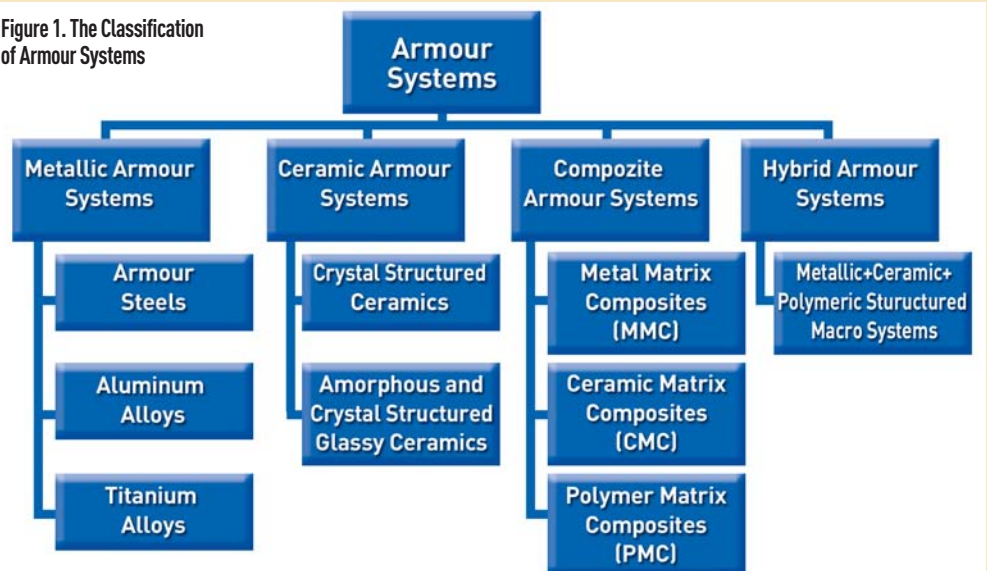 Figure 1. The Classification
of Armour Systems
Armour
Systems
Metallic Armour
Systems
Armour
Steels
Aluminum
Alloys
Titanium
Alloys
Ceramic Armour
Systems
Crystal Structured
Ceramics
Amorphous and
Crystal Structured
Glassy Ceramics
Compozite
Armour Systems
Metal Matrix
Composites
(MMC)
Ceramic Matrix
Composites
(CMC)
Polymer Matrix
Composites
(PMC)
Hybrid Armour
Systems
Metallic+Ceramic+
Polymeric Stuructured
Macro Systems